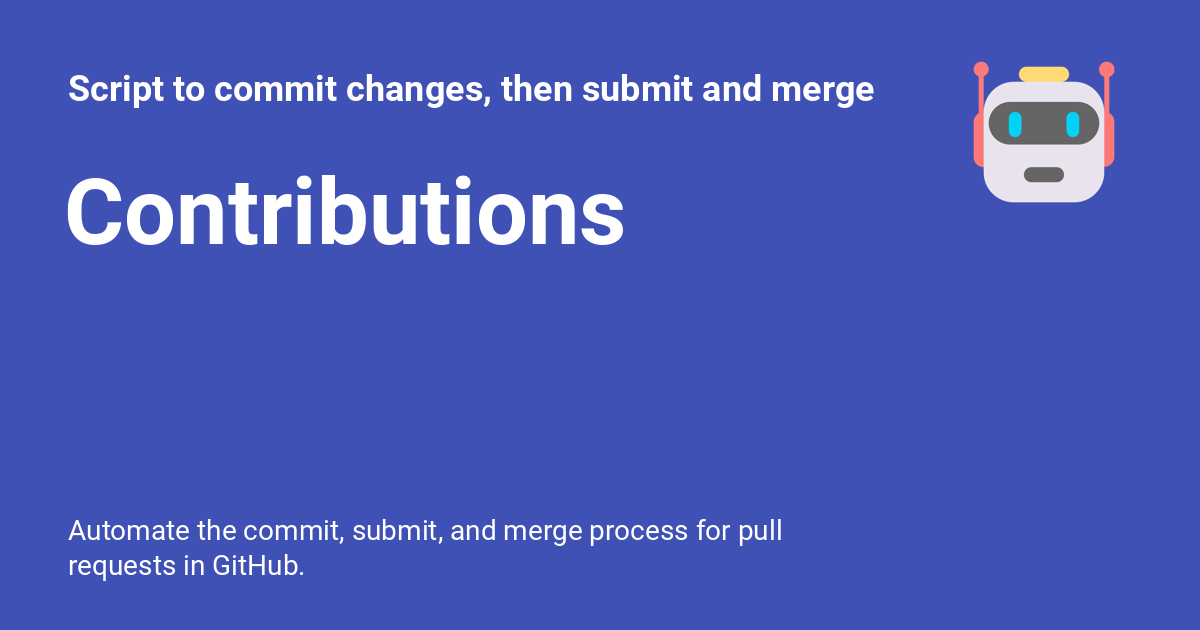 Script to commit changes, then submit and merge
Contributions
Automate the commit, submit, and merge process for pull
requests in GitHub.